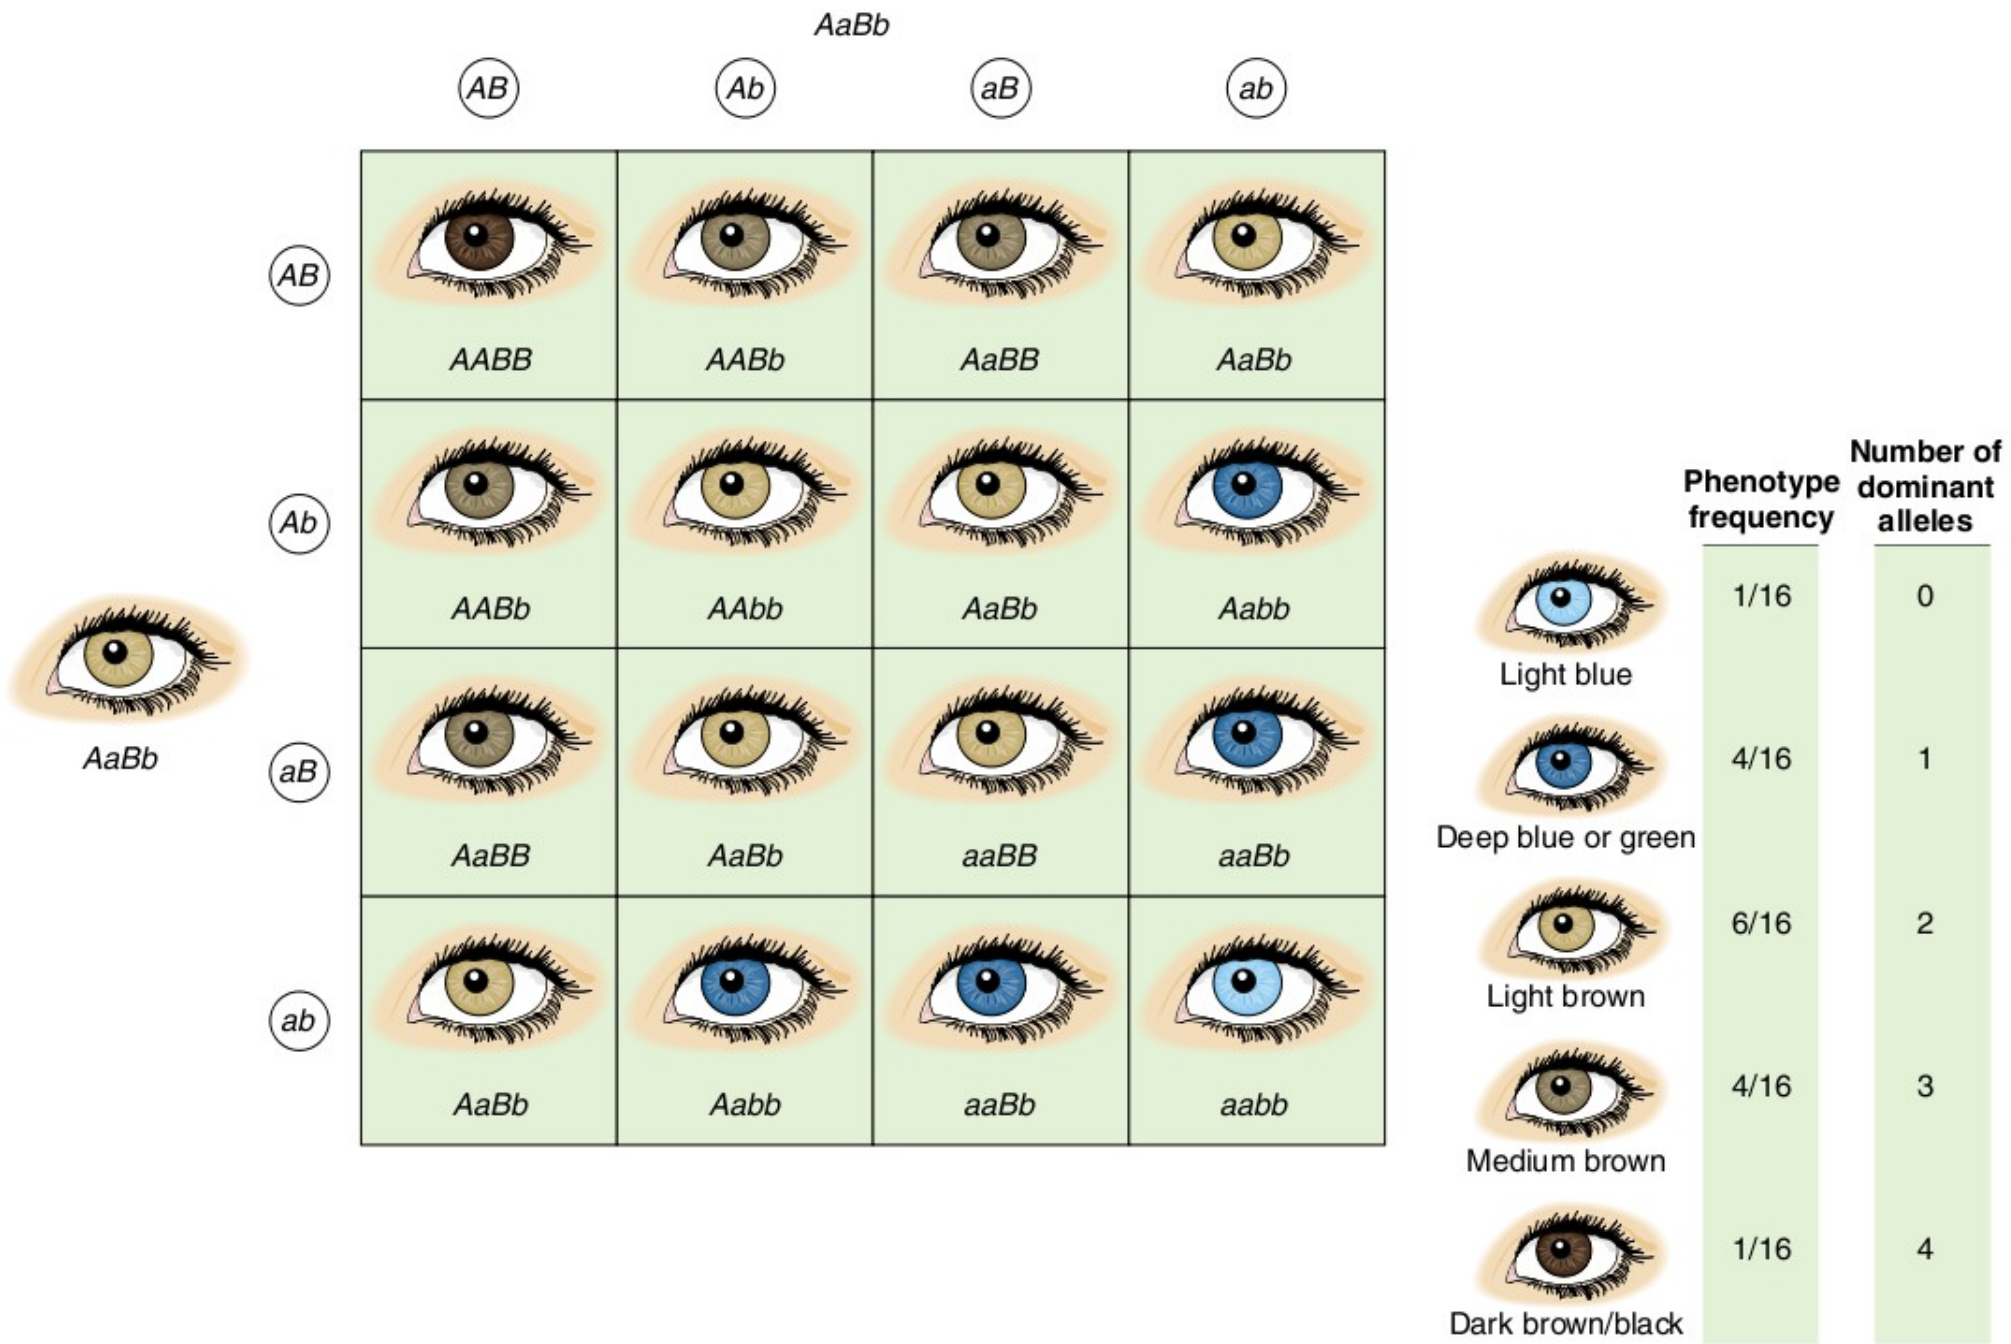 AaBb
AB Ab aB ab
AB
AABB AABb AaBB AaBb
Ab
AABb AAbb AaBb Aabb
AaBb
aB
AaBB AaBb aaBB aaBb
ab
AaBb Aabb aaBb aabb
Phenotype
frequency
Number of
dominant
alleles
1/16 0
Light blue
4/16 1
Deep blue or green
6/16 2
Light brown
4/16 3
Medium brown
1/16 4
Dark brown/black